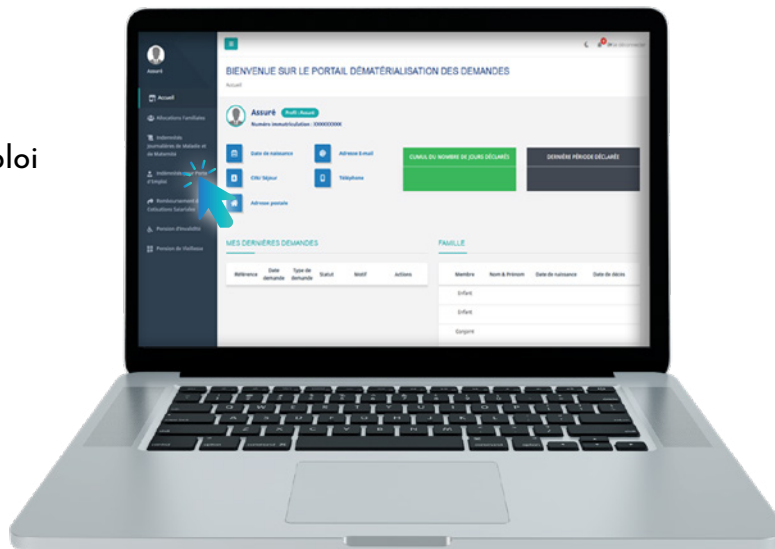 ploi
BIENVENUE SUR LE PORTAIL DÉMATÉRIALISATION DES DEMANDES
Accueil
Assuré
Accueil
Allocations Familiales
Indemnités
Journalières de Maladie et
de Maternité
Indemnité pour Perte
d'Emploi
Remboursement
Cotisations Salariales
Pension d'Invalidité
Pension de Vieillesse
Assuré
Profil : Assuré
Numéro immatriculation : XXXXXXXXX
Date de naissance
Adresse E-mail
CNI/ Séjour
Téléphone
Adresse postale
CUMUL DU NOMBRE DE JOURS DÉCLARÉS
DERNIÈRE PÉRIODE DÉCLARÉE
MES DERNIÈRES DEMANDES
Référence
Date
demande
Type de
demande
Statut
Motif
Actions
FAMILLE
Membre
Nom & Prénom
Date de naissance
Date de décès
Enfant
Enfant
Conjoint